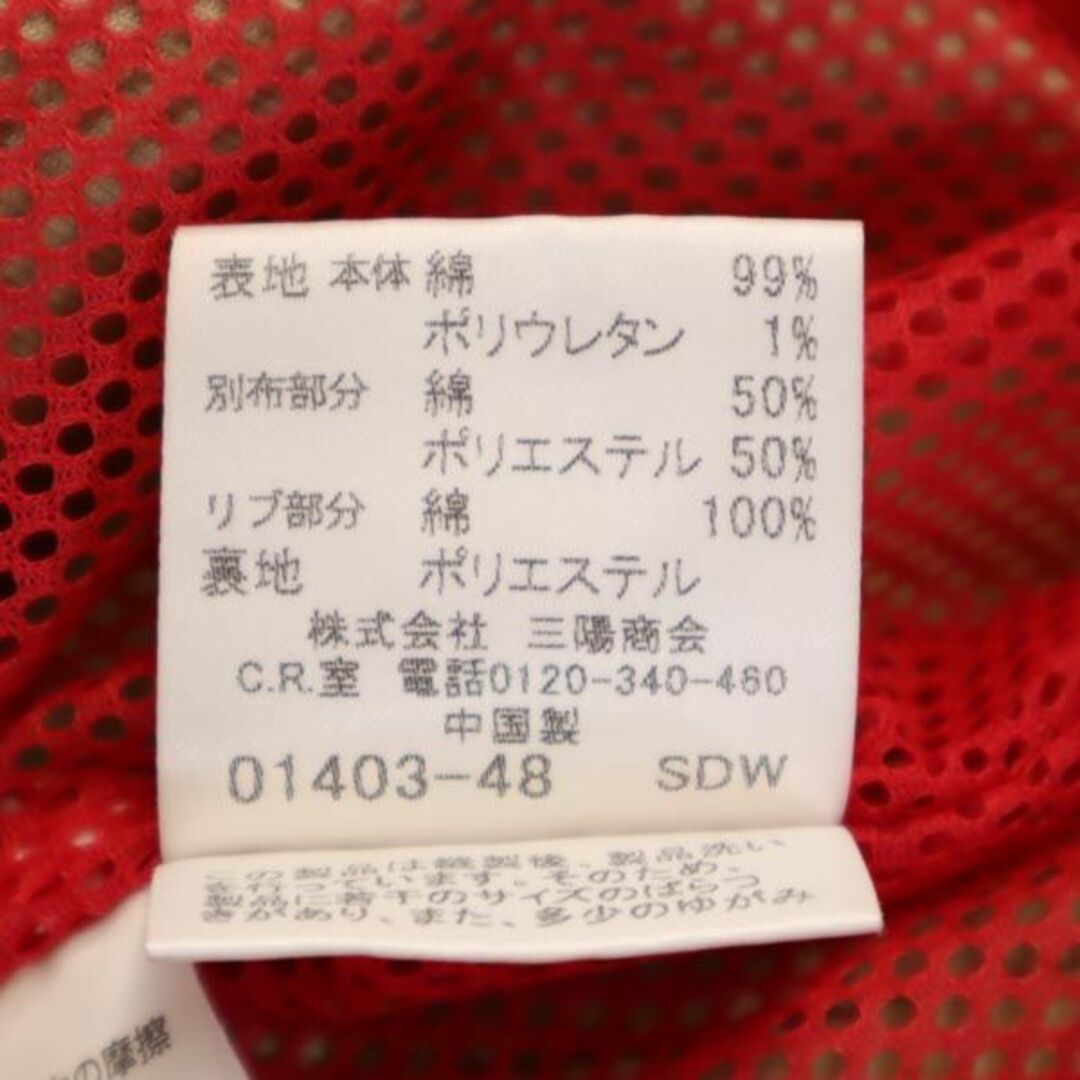 表地 本体 綿 99%
ポリウレタン 1%
別布部分 綿 50%
ポリエステル 50%
リブ部分 綿 100%
裏地 ポリエステル
株式会社 三陽商会
C.R.室 電話0120-340-460
中国製
01403-48 SDW
この製品は縫製後、製品洗い
を行っています。そのため、
製品に若干のサイズのばらつ
きがあり、また、多少のゆがみ
の摩擦